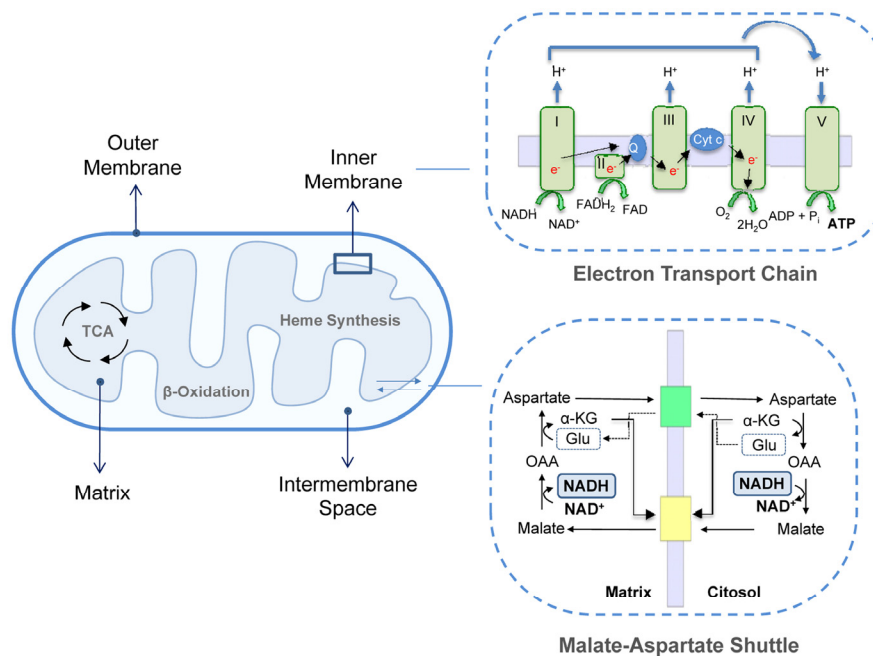 Outer
Membrane
Inner
Membrane
TCA
Heme Synthesis
β-Oxidation
Matrix
Intermembrane
Space
H⁺ H⁺ H⁺ H⁺
I III IV V
Q Cyt c
II
e⁻ e⁻ e⁻ e⁻
NADH
NAD⁺
FADH₂
FAD
O₂
2H₂O
ADP + Pᵢ
ATP
Electron Transport Chain
Aspartate Aspartate
α-KG α-KG
Glu Glu
OAA OAA
NADH NADH
NAD⁺ NAD⁺
Malate Malate
Matrix Citosol
Malate-Aspartate Shuttle